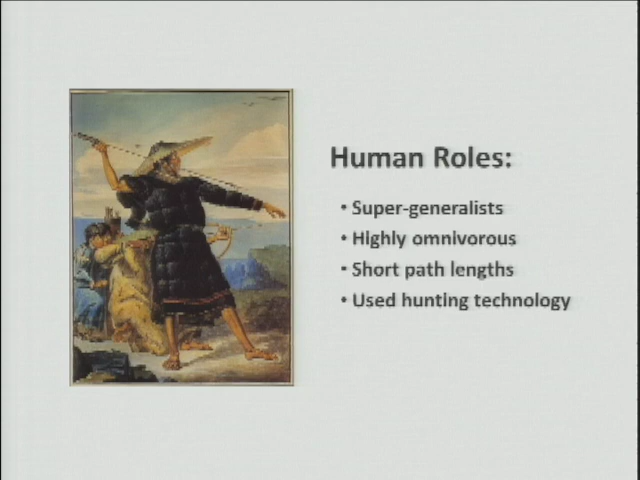 Human Roles:
• Super-generalists
• Highly omnivorous
• Short path lengths
• Used hunting technology